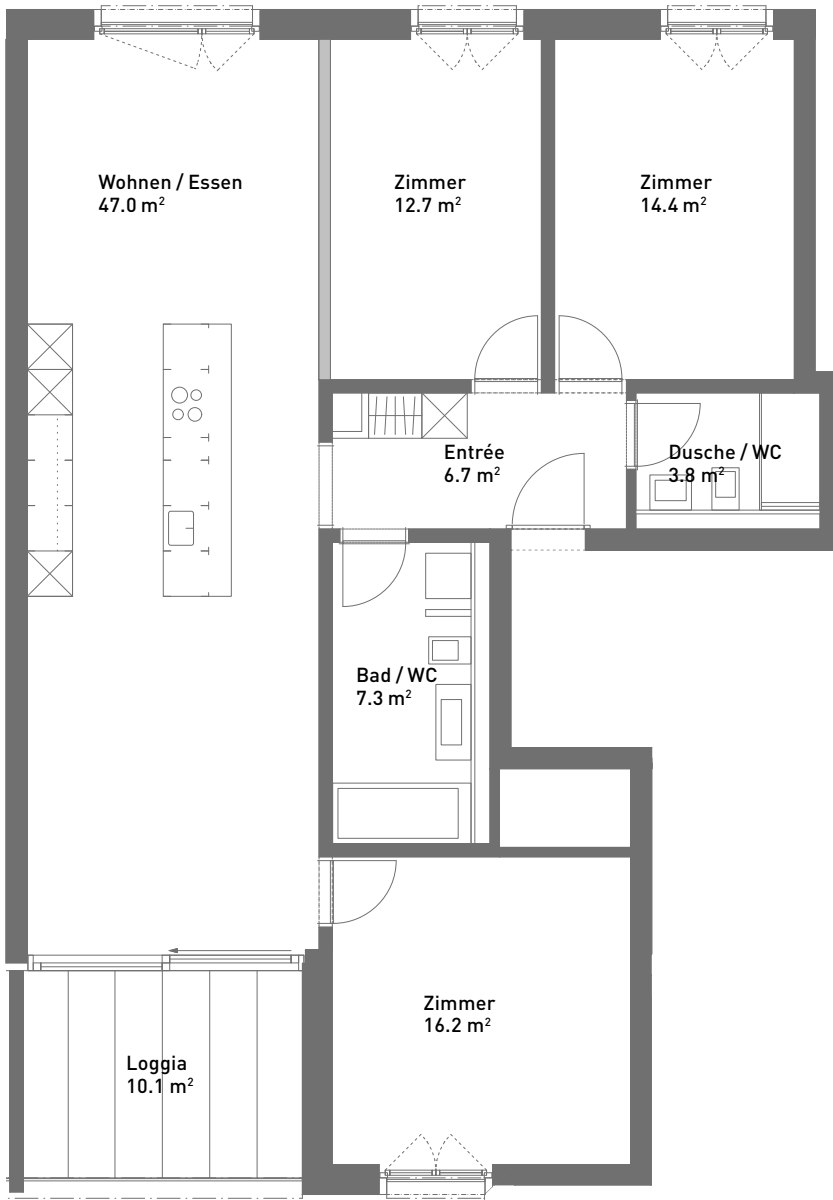 Wohnen / Essen
47.0 m²
Zimmer
12.7 m²
Zimmer
14.4 m²
Entrée
6.7 m²
Dusche / WC
3.8 m²
Bad / WC
7.3 m²
Zimmer
16.2 m²
Loggia
10.1 m²